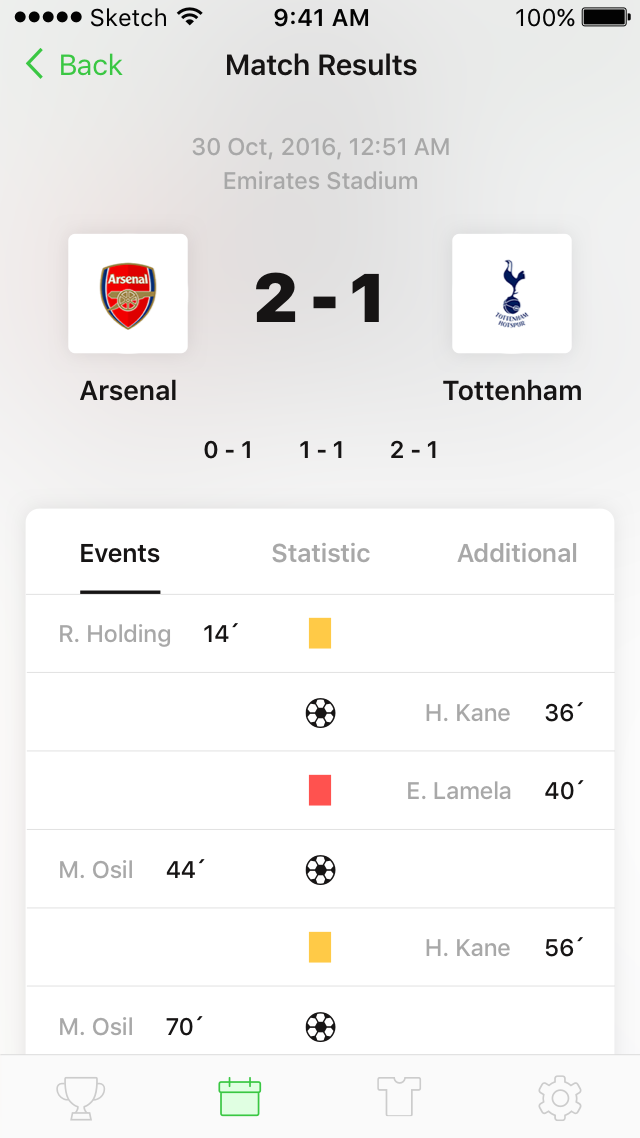 Sketch 9:41 AM 100%
Back Match Results
30 Oct, 2016, 12:51 AM
Emirates Stadium
Arsenal
2 - 1
TOTTENHAM
HOTSPUR
Arsenal Tottenham
0 - 1 1 - 1 2 - 1
Events Statistic Additional
R. Holding 14´
H. Kane 36´
E. Lamela 40´
M. Osil 44´
H. Kane 56´
M. Osil 70´